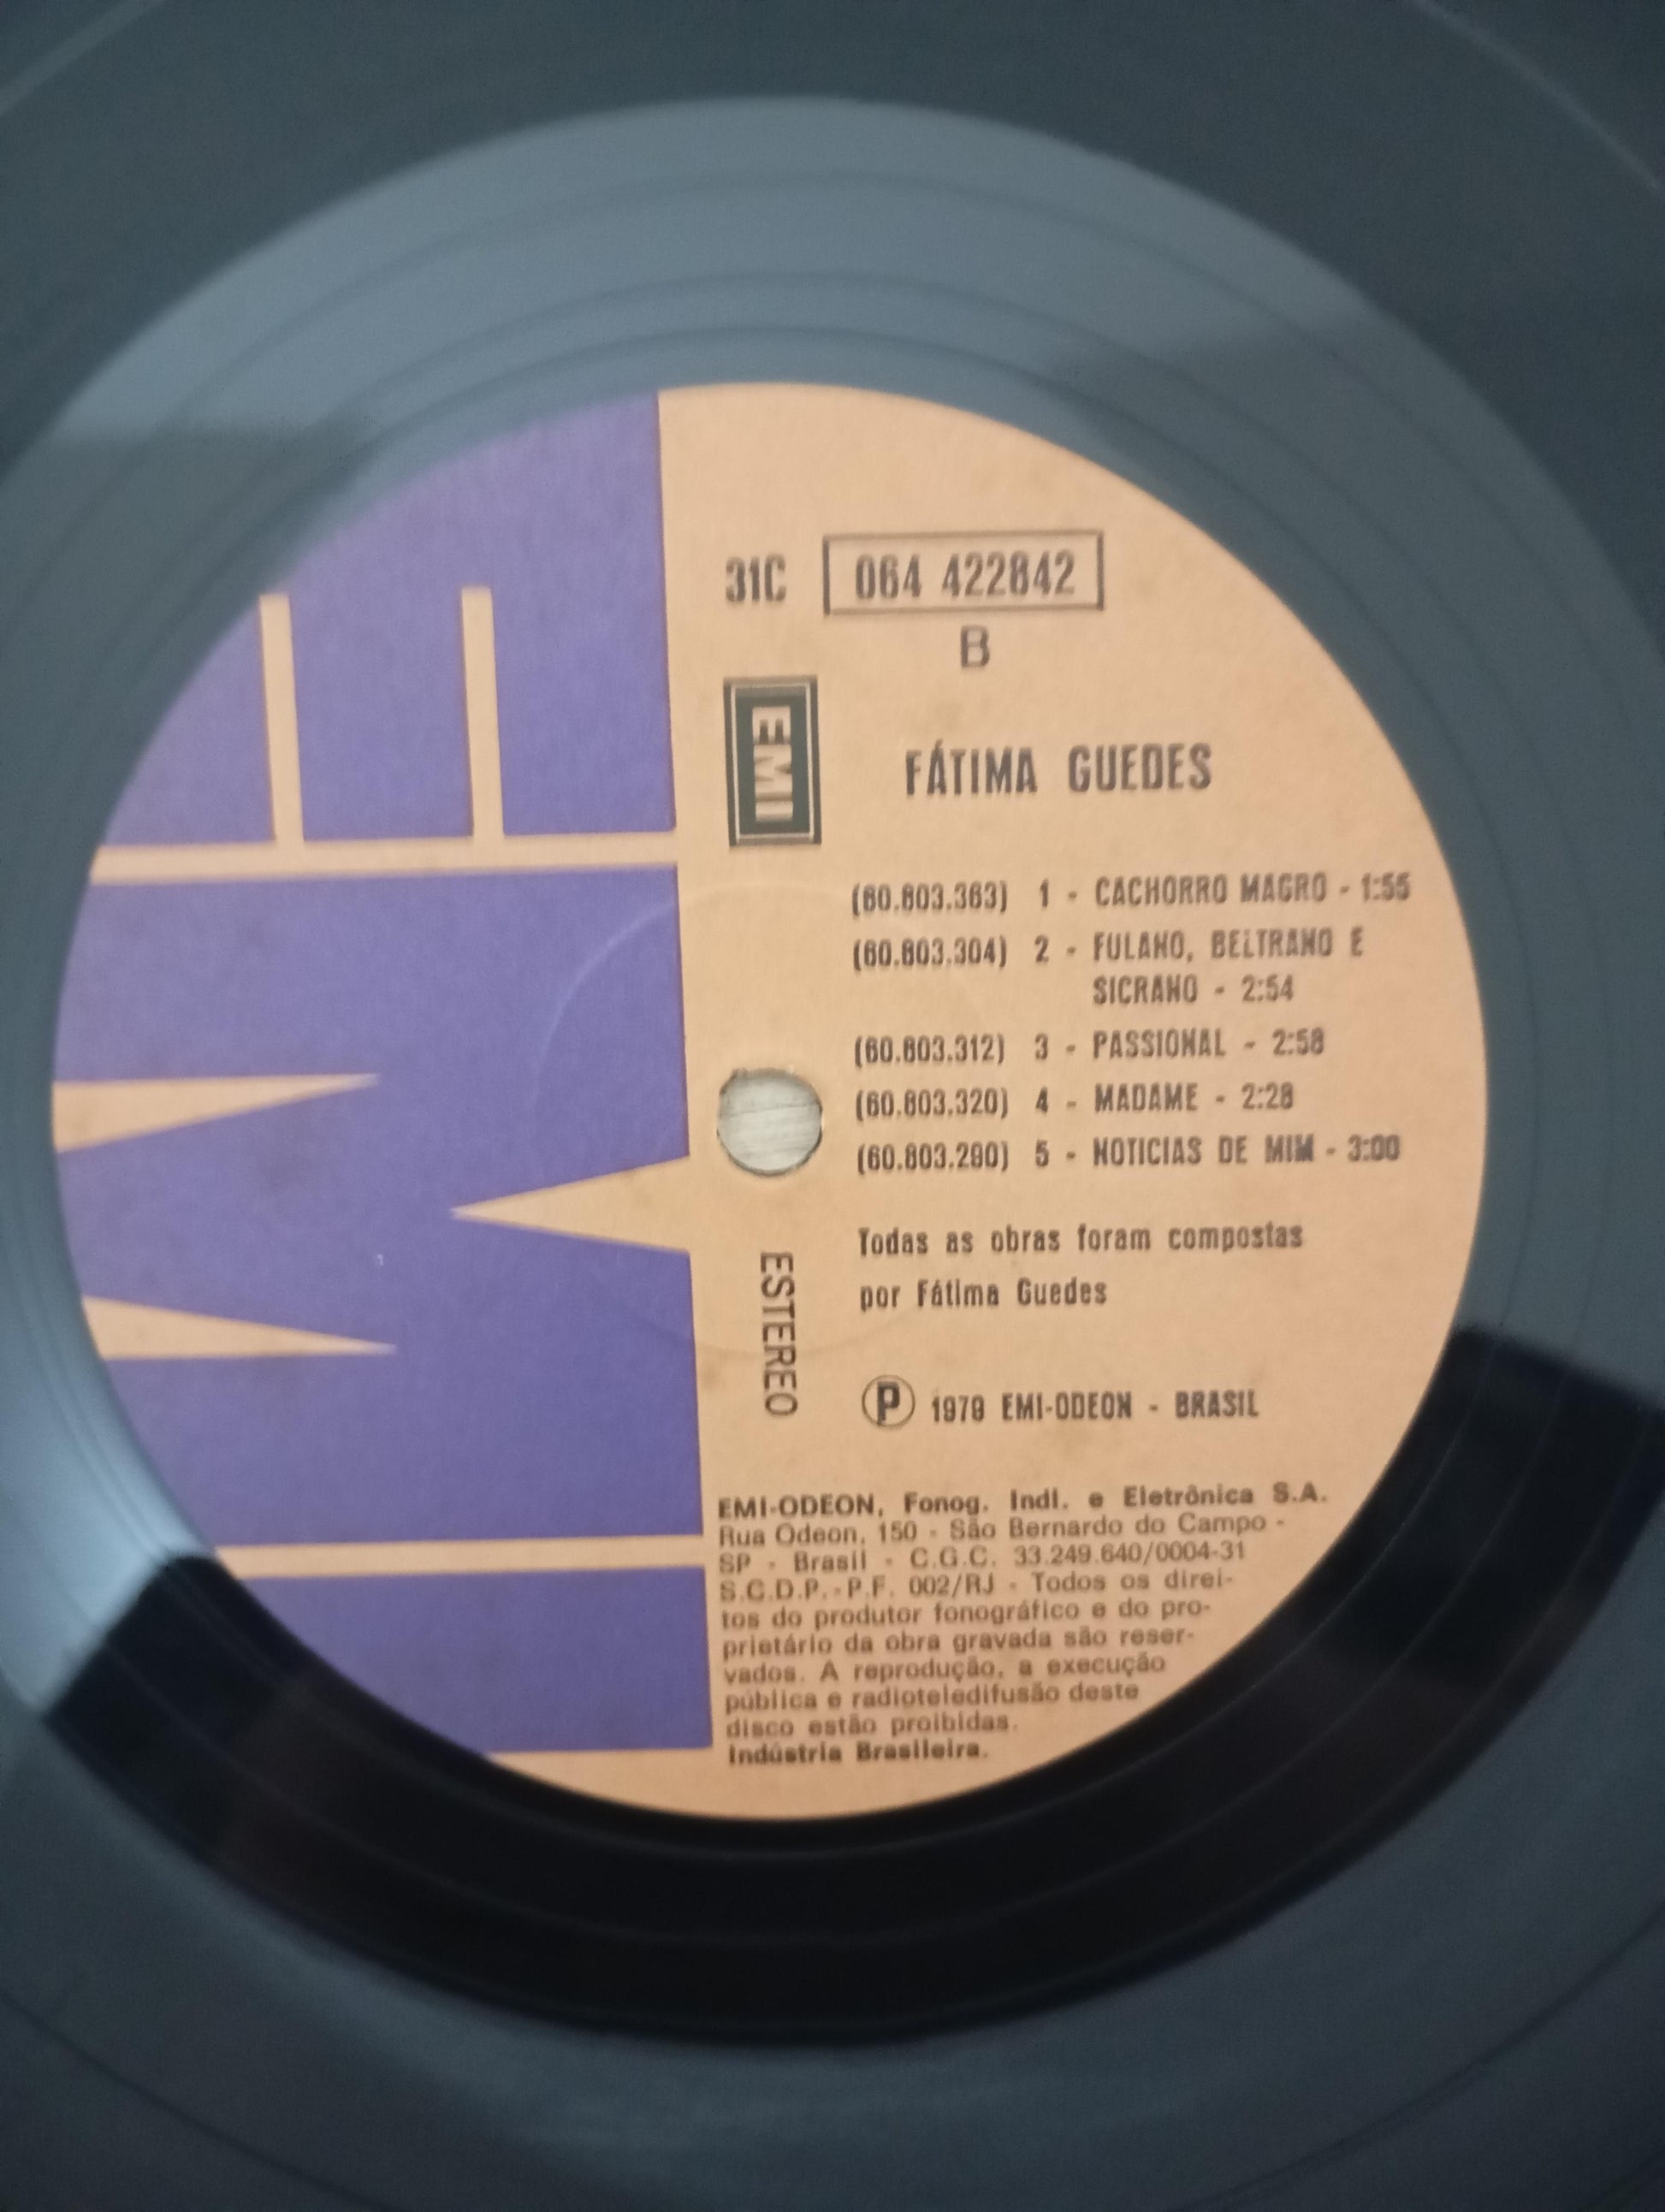 31C 064 422842
B
EMI
FÁTIMA GUEDES
(60.803.363) 1 - CACHORRO MAGRO - 1:55
(60.803.304) 2 - FULANO, BELTRANO E
SICRANO - 2:54
(60.803.312) 3 - PASSIONAL - 2:58
(60.803.320) 4 - MADAME - 2:28
(60.803.290) 5 - NOTICIAS DE MIM - 3:00
Todas as obras foram compostas
por Fátima Guedes
ESTEREO
Ⓟ 1979 EMI-ODEON - BRASIL
EMI-ODEON, Fonog. Indl. e Eletrônica S.A.
Rua Odeon, 150 - São Bernardo do Campo -
SP - Brasil - C.G.C. 33.249.640/0004-31
S.C.D.P.-P.F. 002/RJ - Todos os direi-
tos do produtor fonográfico e do pro-
prietário da obra gravada são reser-
vados. A reprodução, a execução
pública e radioteledifusão deste
disco estão proibidas.
Indústria Brasileira.
EMI